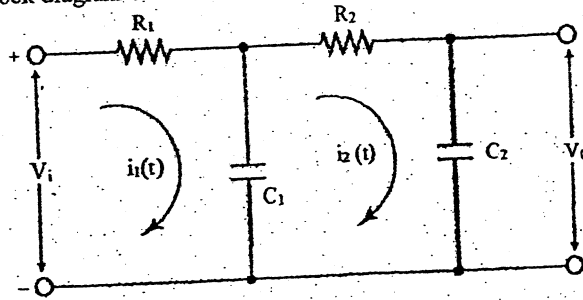 R₁ R₂
+
Vᵢ i₁(t) C₁ i₂(t) C₂
−